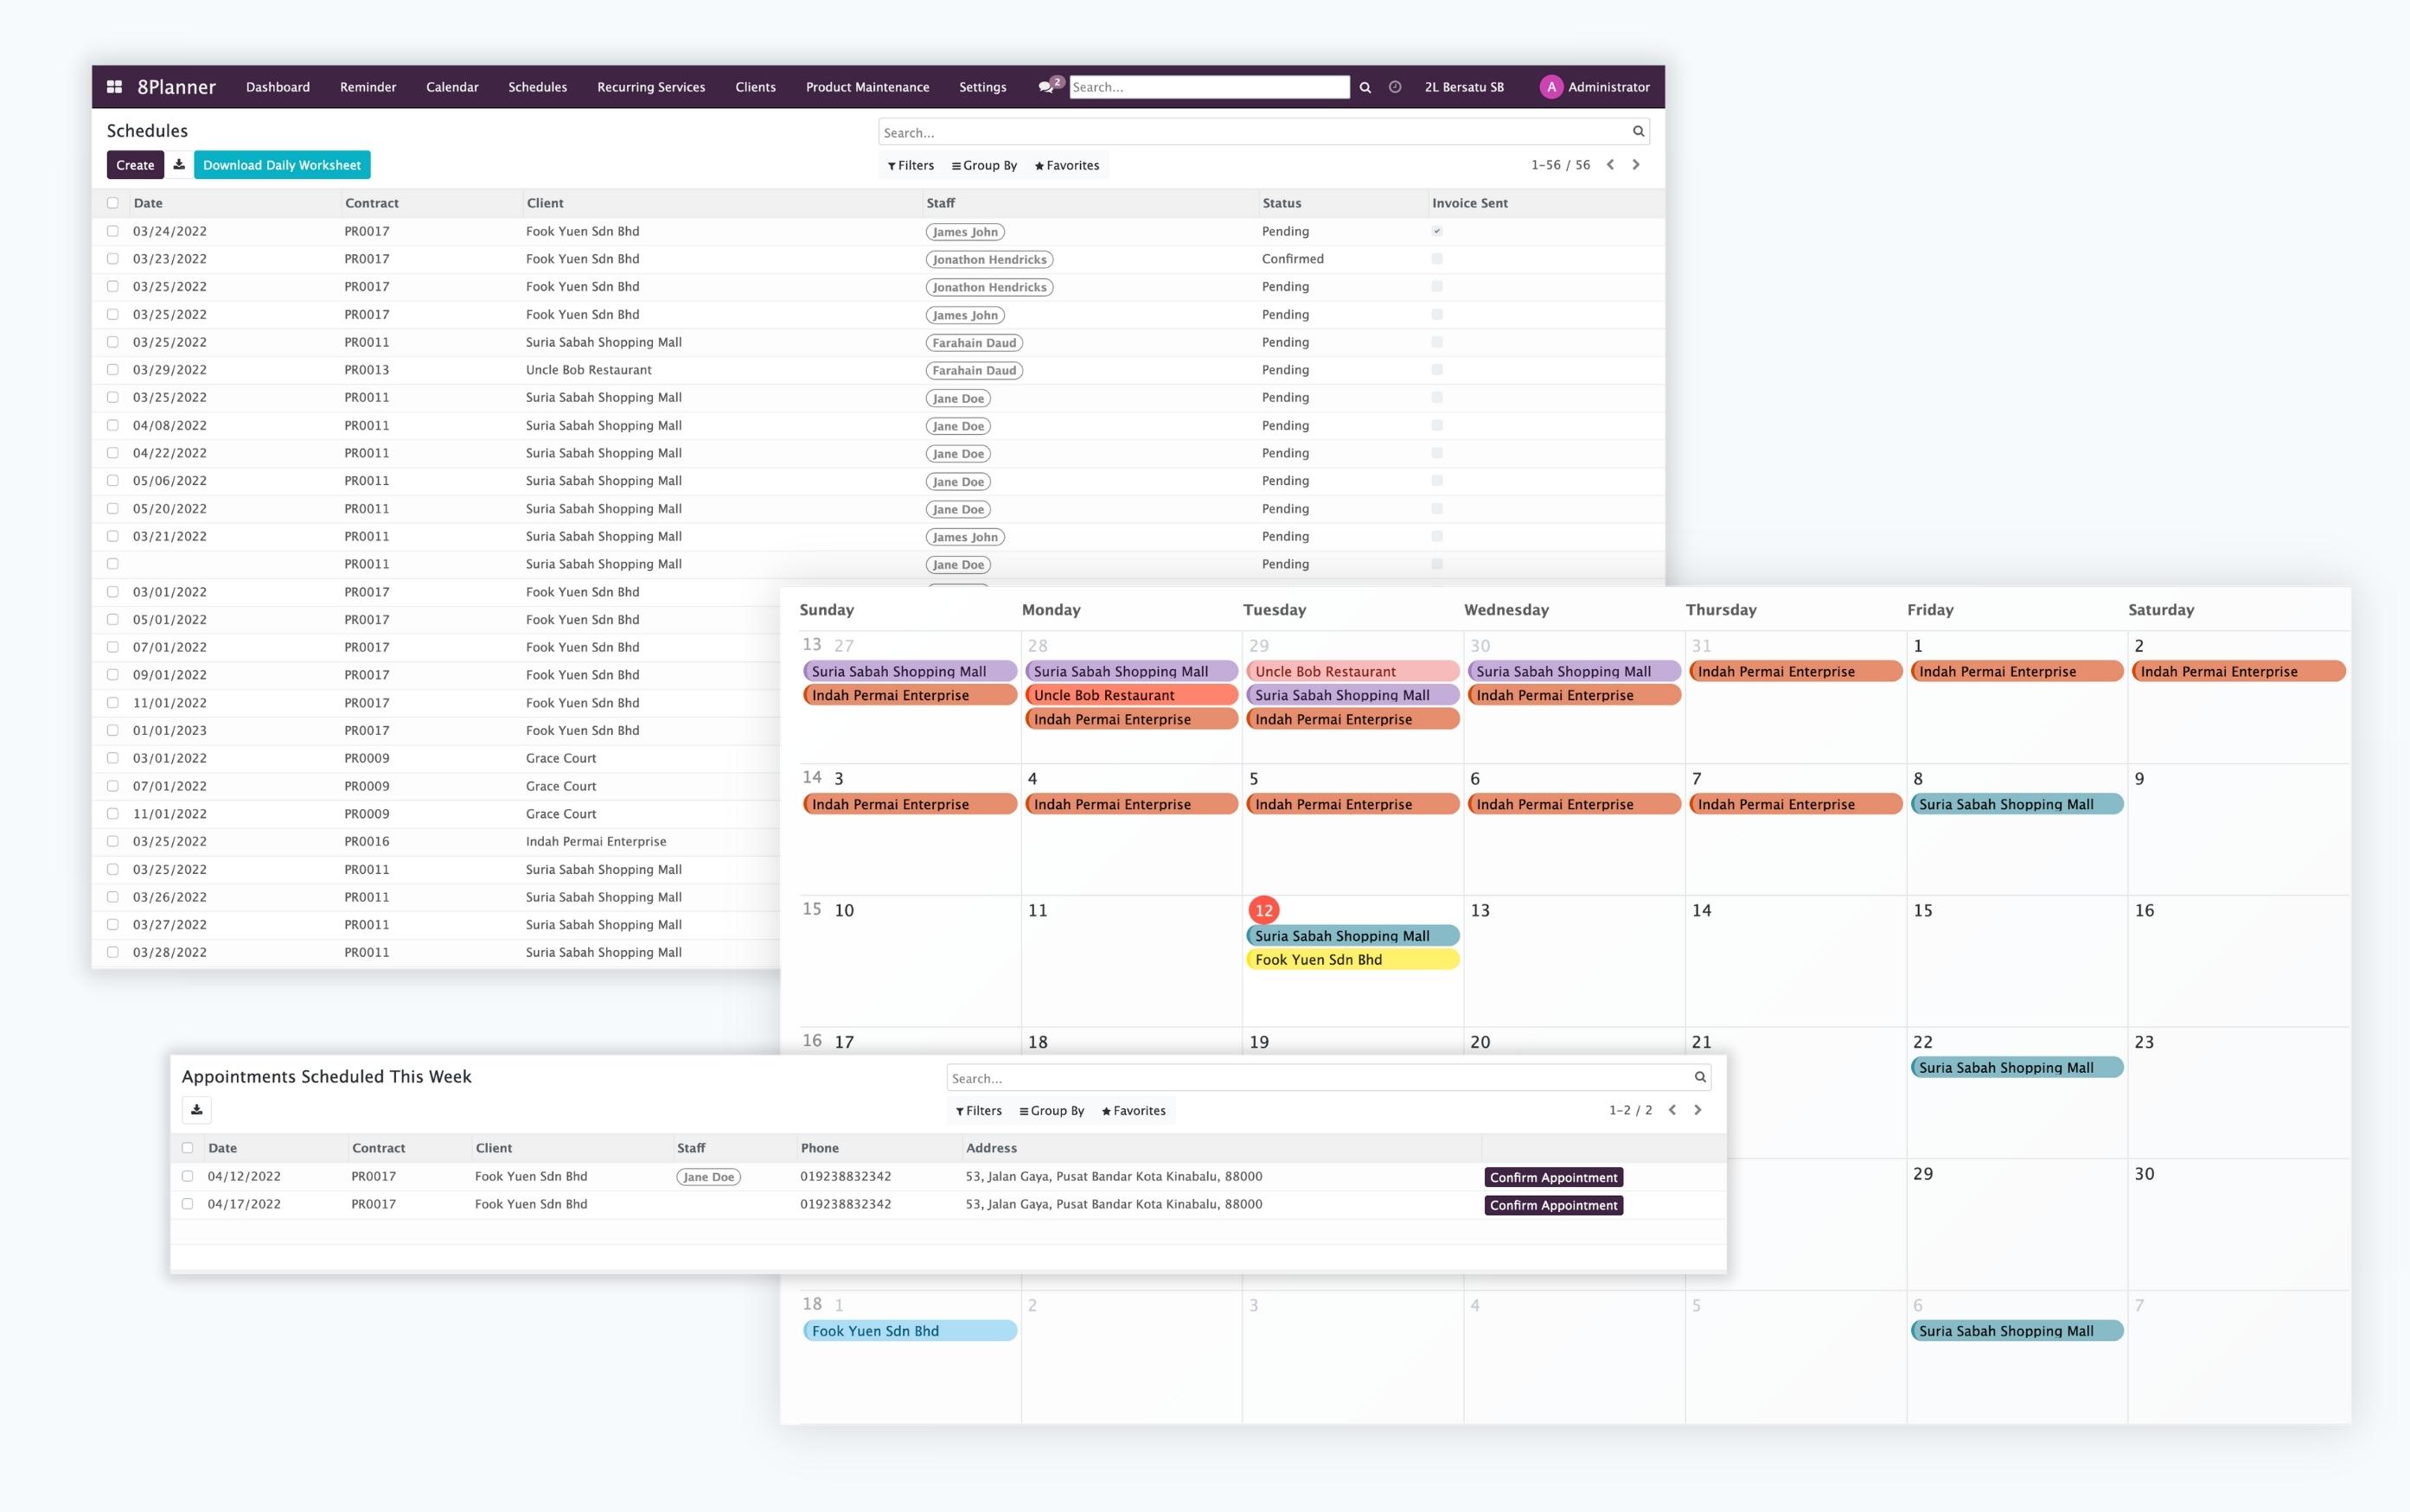 8Planner Dashboard Reminder Calendar Schedules Recurring Services Clients Product Maintenance Settings 2 Search... 2L Bersatu SB A Administrator
Schedules Search...
Create Download Daily Worksheet Filters Group By Favorites 1-56 / 56
Date Contract Client Staff Status Invoice Sent
03/24/2022 PR0017 Fook Yuen Sdn Bhd James John Pending
03/23/2022 PR0017 Fook Yuen Sdn Bhd Jonathon Hendricks Confirmed
03/25/2022 PR0017 Fook Yuen Sdn Bhd Jonathon Hendricks Pending
03/25/2022 PR0017 Fook Yuen Sdn Bhd James John Pending
03/25/2022 PR0011 Suria Sabah Shopping Mall Farahain Daud Pending
03/29/2022 PR0013 Uncle Bob Restaurant Farahain Daud Pending
03/25/2022 PR0011 Suria Sabah Shopping Mall Jane Doe Pending
04/08/2022 PR0011 Suria Sabah Shopping Mall Jane Doe Pending
04/22/2022 PR0011 Suria Sabah Shopping Mall Jane Doe Pending
05/06/2022 PR0011 Suria Sabah Shopping Mall Jane Doe Pending
05/20/2022 PR0011 Suria Sabah Shopping Mall Jane Doe Pending
03/21/2022 PR0011 Suria Sabah Shopping Mall James John Pending
PR0011 Suria Sabah Shopping Mall Jane Doe Pending
03/01/2022 PR0017 Fook Yuen Sdn Bhd
05/01/2022 PR0017 Fook Yuen Sdn Bhd
07/01/2022 PR0017 Fook Yuen Sdn Bhd
09/01/2022 PR0017 Fook Yuen Sdn Bhd
11/01/2022 PR0017 Fook Yuen Sdn Bhd
01/01/2023 PR0017 Fook Yuen Sdn Bhd
03/01/2022 PR0009 Grace Court
07/01/2022 PR0009 Grace Court
11/01/2022 PR0009 Grace Court
03/25/2022 PR0016 Indah Permai Enterprise
03/25/2022 PR0011 Suria Sabah Shopping Mall
03/26/2022 PR0011 Suria Sabah Shopping Mall
03/27/2022 PR0011 Suria Sabah Shopping Mall
03/28/2022 PR0011 Suria Sabah Shopping Mall
Sunday Monday Tuesday Wednesday Thursday Friday Saturday
13 27 28 29 30 31 1 2
Suria Sabah Shopping Mall Suria Sabah Shopping Mall Uncle Bob Restaurant Suria Sabah Shopping Mall Indah Permai Enterprise Indah Permai Enterprise Indah Permai Enterprise
Indah Permai Enterprise Uncle Bob Restaurant Suria Sabah Shopping Mall Indah Permai Enterprise
Indah Permai Enterprise Indah Permai Enterprise
14 3 4 5 6 7 8 9
Indah Permai Enterprise Indah Permai Enterprise Indah Permai Enterprise Indah Permai Enterprise Indah Permai Enterprise Suria Sabah Shopping Mall
15 10 11 12 13 14 15 16
Suria Sabah Shopping Mall
Fook Yuen Sdn Bhd
16 17 18 19 20 21 22 23
Suria Sabah Shopping Mall
29 30
18 1 2 3 4 5 6 7
Fook Yuen Sdn Bhd Suria Sabah Shopping Mall
Appointments Scheduled This Week Search...
Filters Group By Favorites 1-2 / 2
Date Contract Client Staff Phone Address
04/12/2022 PR0017 Fook Yuen Sdn Bhd Jane Doe 019238832342 53, Jalan Gaya, Pusat Bandar Kota Kinabalu, 88000 Confirm Appointment
04/17/2022 PR0017 Fook Yuen Sdn Bhd 019238832342 53, Jalan Gaya, Pusat Bandar Kota Kinabalu, 88000 Confirm Appointment